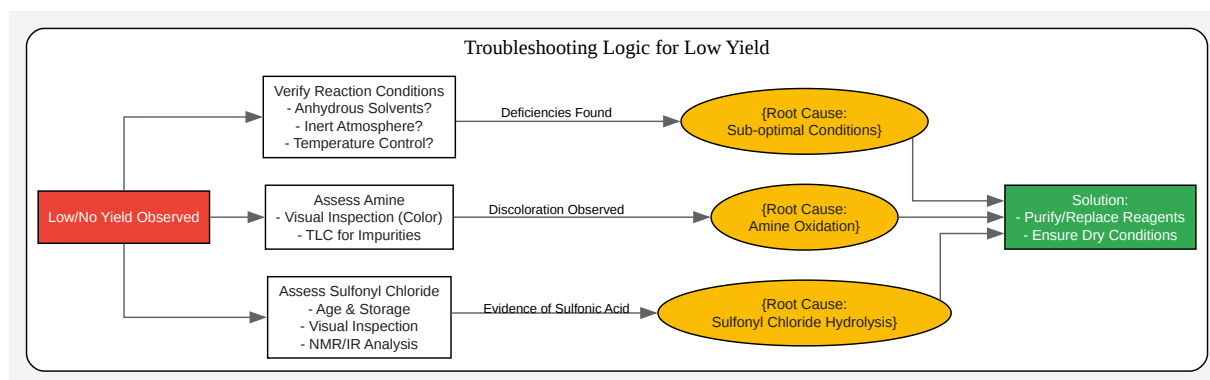 Troubleshooting Logic for Low Yield
Low/No Yield Observed
Verify Reaction Conditions
- Anhydrous Solvents?
- Inert Atmosphere?
- Temperature Control?
Deficiencies Found
{Root Cause:
Sub-optimal Conditions}
Assess Amine
- Visual Inspection (Color)
- TLC for Impurities
Discoloration Observed
{Root Cause:
Amine Oxidation}
Assess Sulfonyl Chloride
- Age & Storage
- Visual Inspection
- NMR/IR Analysis
Evidence of Sulfonic Acid
{Root Cause:
Sulfonyl Chloride Hydrolysis}
Solution:
- Purify/Replace Reagents
- Ensure Dry Conditions